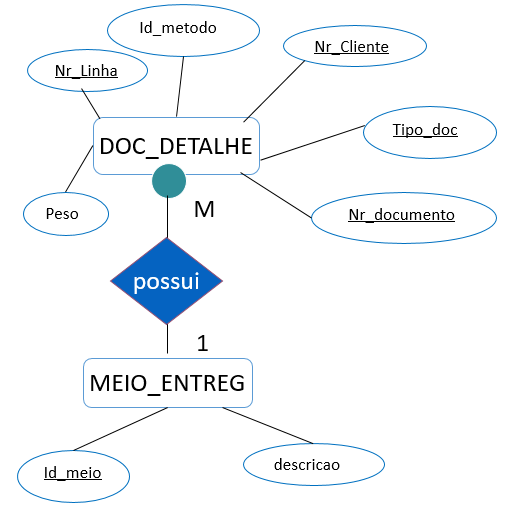 Id_metodo
Nr_Cliente
Nr_Linha
Tipo_doc
DOC_DETALHE
Peso
M
Nr_documento
possui
1
MEIO_ENTREG
Id_meio
descricao